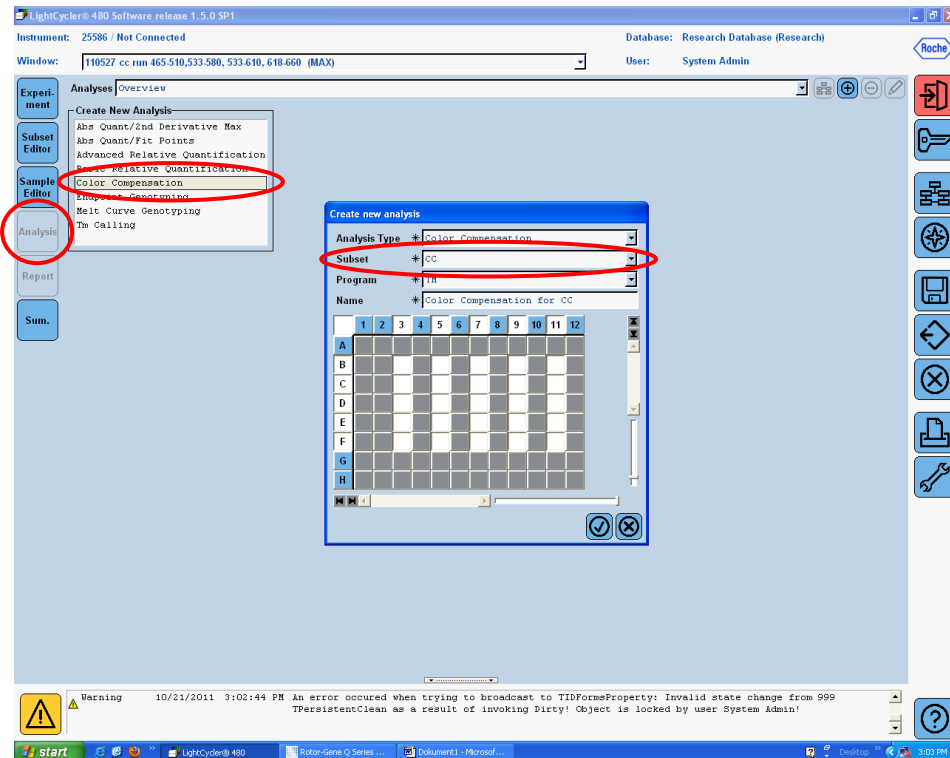 LightCycler® 480 Software release 1.5.0 SP1
Instrument: 25586 / Not Connected
Database: Research Database (Research)
Window: 110527 cc run 465-510,533-580, 533-610, 618-660 (MAX)
User: System Admin
Roche
Experi-
ment
Subset
Editor
Sample
Editor
Analysis
Report
Sum.
Analyses Overview
Create New Analysis
Abs Quant/2nd Derivative Max
Abs Quant/Fit Points
Advanced Relative Quantification
Basic Relative Quantification
Color Compensation
Endpoint Genotyping
Melt Curve Genotyping
Tm Calling
Create new analysis
Analysis Type * Color Compensation
Subset * CC
Program * TM
Name * Color Compensation for CC
1 2 3 4 5 6 7 8 9 10 11 12
A
B
C
D
E
F
G
H
Warning 10/21/2011 3:02:44 PM An error occured when trying to broadcast to TIDFormsProperty: Invalid state change from 999
TPersistentClean as a result of invoking Dirty! Object is locked by user System Admin!
start LightCycler® 480 Rotor-Gene Q Series ... Dokument1 - Microsof... Desktop 3:03 PM